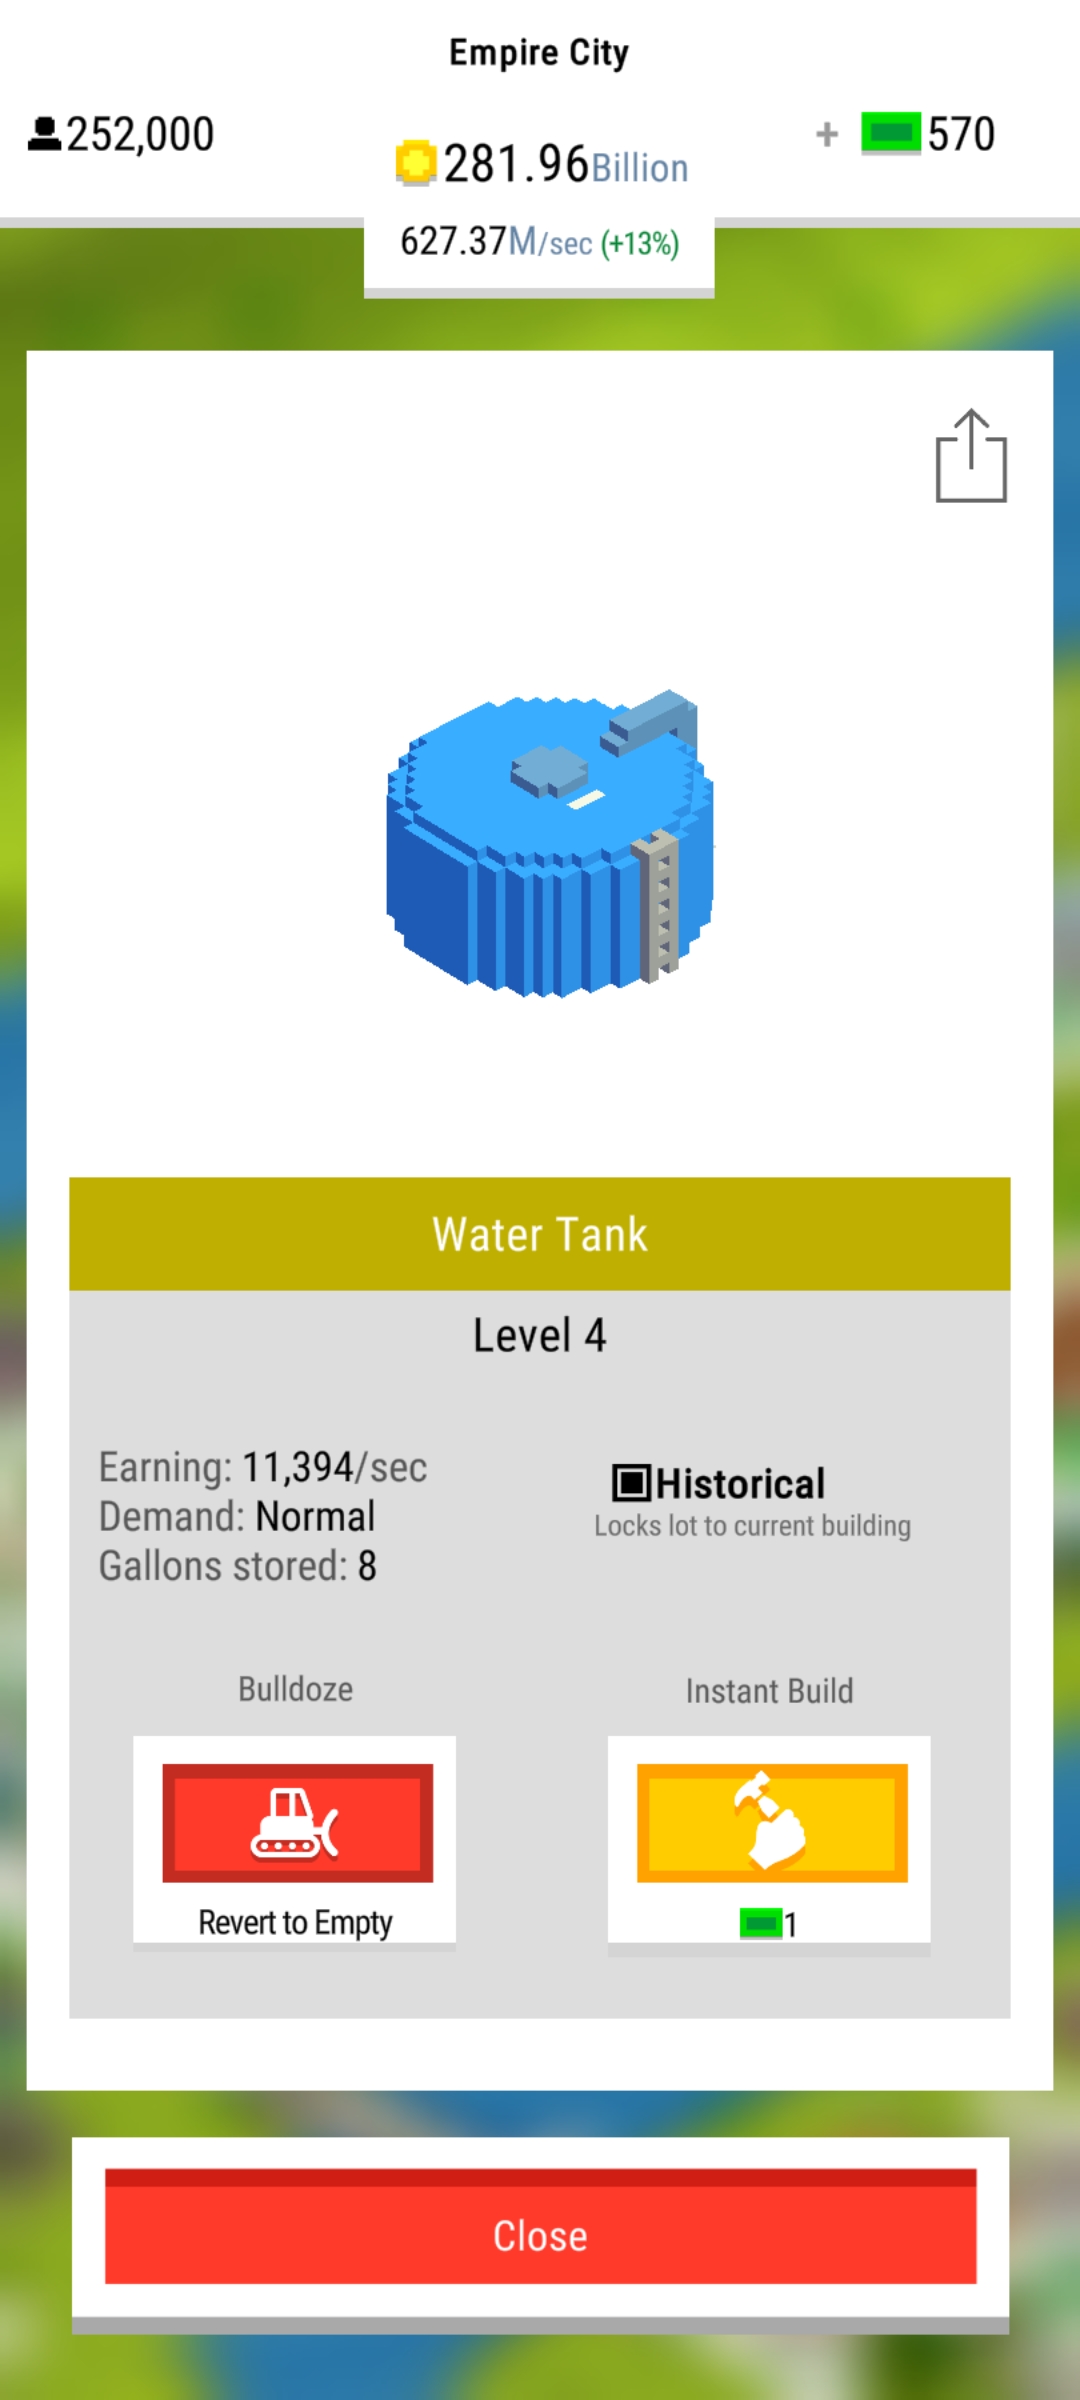 Empire City
252,000
281.96Billion
+ 570
627.37M/sec (+13%)
Water Tank
Level 4
Earning: 11,394/sec
Demand: Normal
Gallons stored: 8
Historical
Locks lot to current building
Bulldoze
Instant Build
Revert to Empty
1
Close